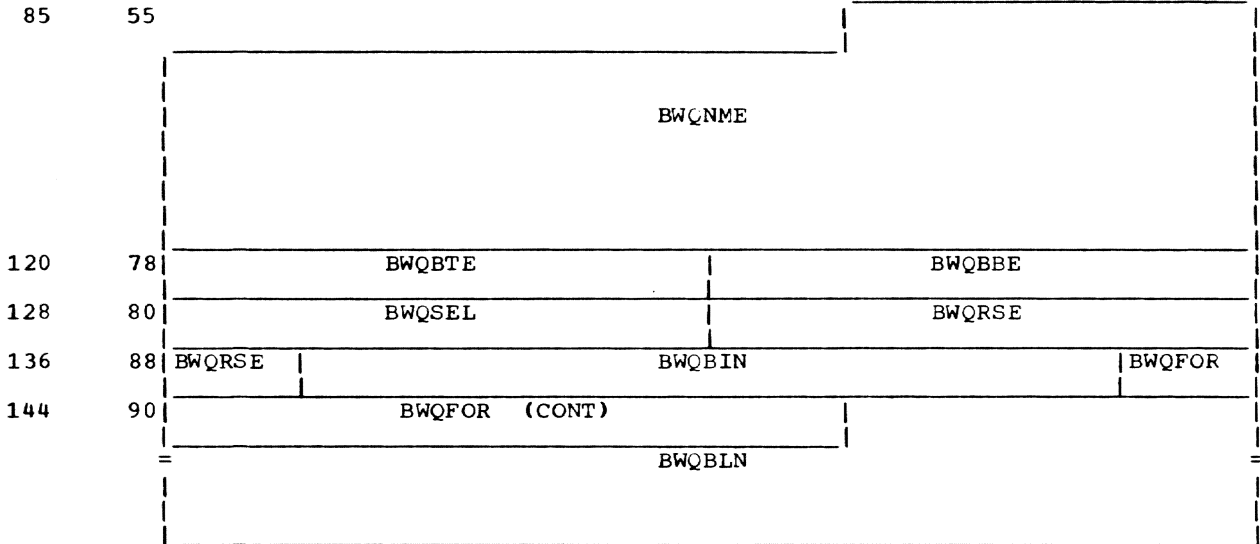 85 55
BWQNME
120 78 BWQBTE BWQBBE
128 80 BWQSEL BWQRSE
136 88 BWQRSE BWQBIN BWQFOR
144 90 BWQFOR (CONT)
= BWQBLN =